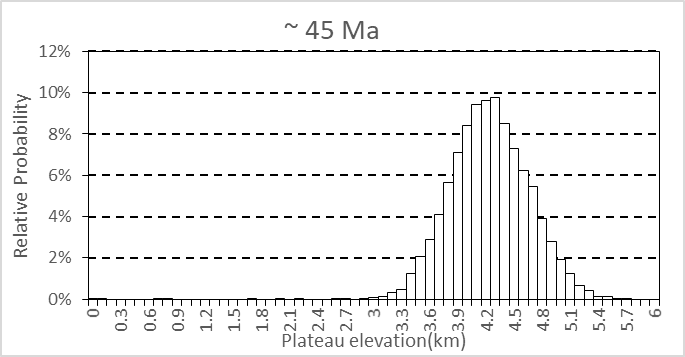 ~ 45 Ma
12%
10%
8%
6%
4%
2%
0%
Relative Probability
0 0.3 0.6 0.9 1.2 1.5 1.8 2.1 2.4 2.7 3 3.3 3.6 3.9 4.2 4.5 4.8 5.1 5.4 5.7 6
Plateau elevation(km)